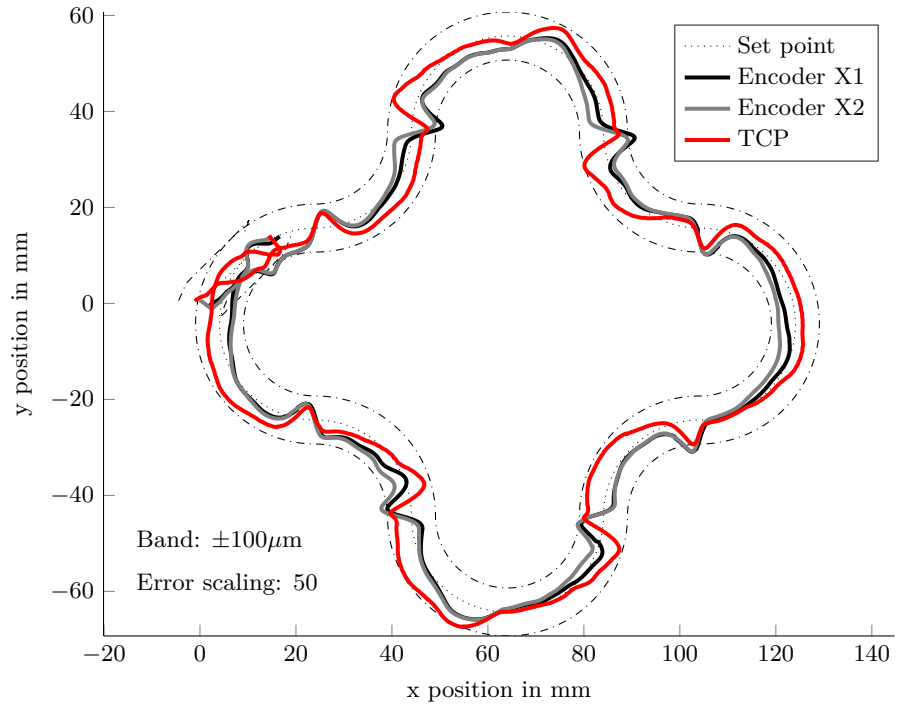 60
40
20
0
−20
−40
−60
y position in mm
Set point
Encoder X1
Encoder X2
TCP
Band: ±100μm
Error scaling: 50
−20 0 20 40 60 80 100 120 140
x position in mm